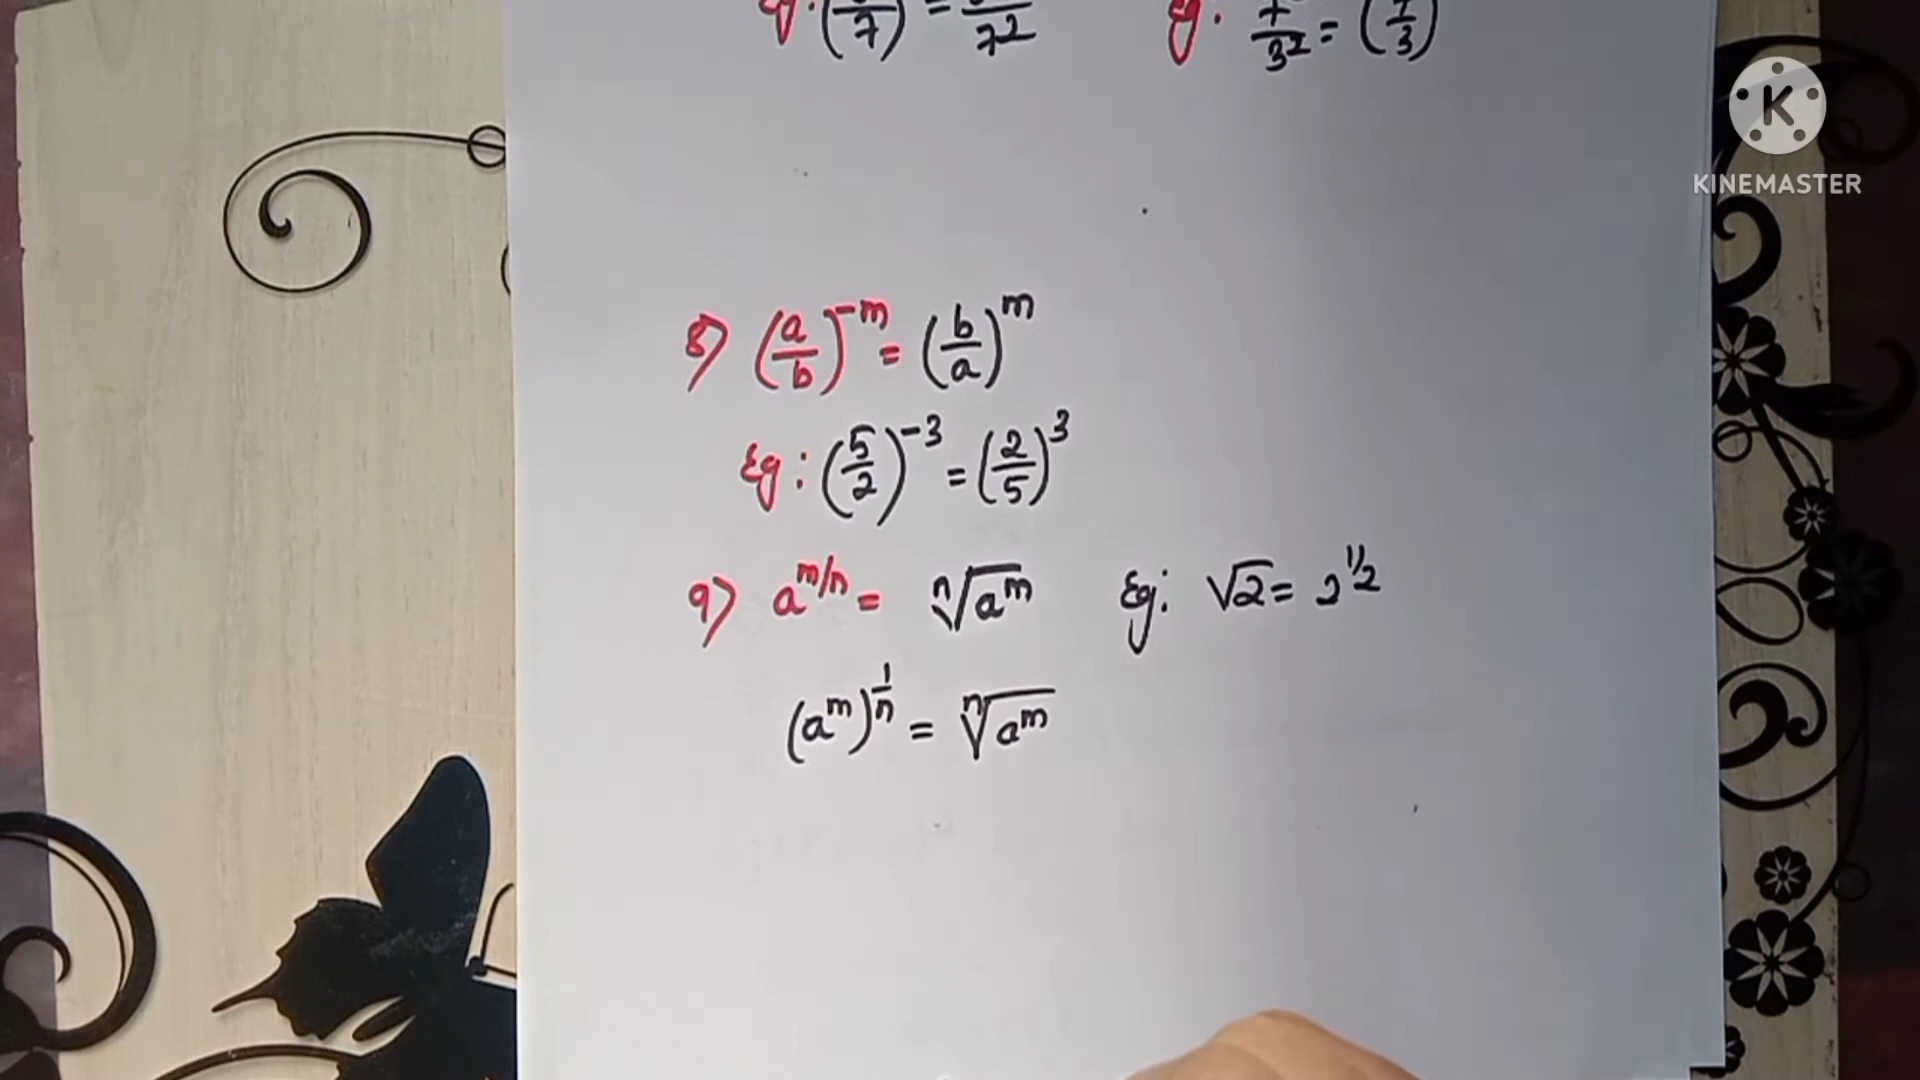 K
KINEMASTER
8) (a/b)^-m = (b/a)^m
Eg: (5/2)^-3 = (2/5)^3
9) a^m/n = ⁿ√a^m Eg: √2 = 2^1/2
(a^m)^1/n = ⁿ√a^m